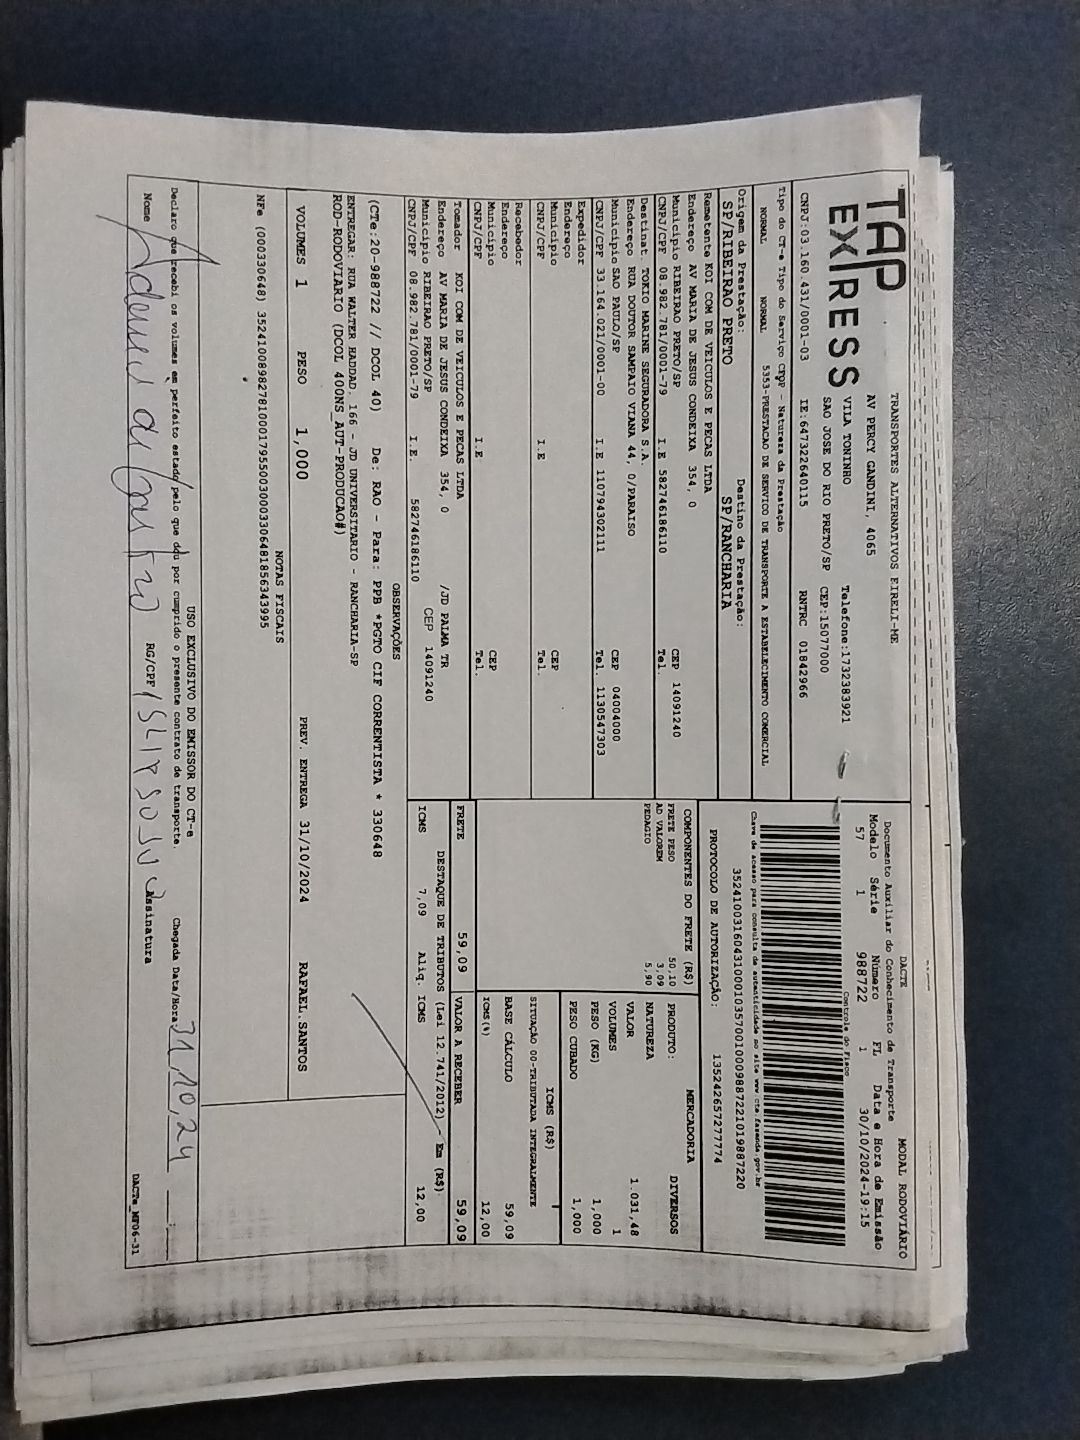 TAP
EXPRESS
TRANSPORTES ALTERNATIVOS EIRELI-ME
AV PERCY GANDINI, 4065
VILA TONINHO Telefone:1732383921
SAO JOSE DO RIO PRETO/SP CEP:15077000
CNPJ:03.160.431/0001-03 IE:647322640115 RNTRC 01842966
Tipo do CT-e Tipo do Serviço CFOP - Natureza da Prestação
NORMAL NORMAL 5353-PRESTACAO DE SERVICO DE TRANSPORTE A ESTABELECIMENTO COMERCIAL
Origem da Prestação: Destino da Prestação:
SP/RIBEIRAO PRETO SP/RANCHARIA
Remetente KOI COM DE VEICULOS E PECAS LTDA
Endereço AV MARIA DE JESUS CONDEIXA 354, 0
Município RIBEIRAO PRETO/SP CEP 14091240
CNPJ/CPF 08.982.781/0001-79 I.E 582746186110 Tel.
Destinat. TOKIO MARINE SEGURADORA S.A.
Endereço RUA DOUTOR SAMPAIO VIANA 44, 0/PARAISO
Município SAO PAULO/SP CEP 04004000
CNPJ/CPF 33.164.021/0001-00 I.E 110794302111 Tel. 1130547303
Expedidor
Endereço
Município CEP
CNPJ/CPF I.E Tel.
Recebedor
Endereço
Município CEP
CNPJ/CPF I.E Tel.
Tomador KOI COM DE VEICULOS E PECAS LTDA
Endereço AV MARIA DE JESUS CONDEIXA 354, 0 /JD PALMA TR
Município RIBEIRAO PRETO/SP CEP 14091240
CNPJ/CPF 08.982.781/0001-79 I.E. 582746186110
DACTE MODAL RODOVIÁRIO
Documento Auxiliar do Conhecimento de Transporte
Modelo Série Número FL Data e Hora de Emissão
57 1 988722 1 30/10/2024-19:15
Controle do Fisco
Chave de acesso para consulta de autenticidade no site www.cte.fazenda.gov.br
PROTOCOLO DE AUTORIZAÇÃO: 135242657277774
COMPONENTES DO FRETE (R$)
FRETE PESO 50,10
AD VALOREM 3,09
PEDAGIO 5,90
MERCADORIA
PRODUTO: DIVERSOS
NATUREZA
VALOR 1.031,48
VOLUMES 1
PESO (KG) 1,000
PESO CUBADO 1,000
ICMS (R$)
SITUAÇÃO 00-TRIBUTADA INTEGRALMENTE
BASE CÁLCULO 59,09
ICMS(%) 12,00
FRETE 59,09 VALOR A RECEBER 59,09
DESTAQUE DE TRIBUTOS (Lei 12.741/2012) - Em (R$)
ICMS 7,09 Aliq. ICMS 12,00
OBSERVAÇÕES
(CTe:20-988722 // DCOL 40) De: RAO - Para: PPB *PGTO CIF CORRENTISTA * 330648
ENTREGAR: RUA WALTER HADDAD, 166 - JD UNIVERSITARIO - RANCHARIA-SP
ROD-RODOVIARIO (DCOL 400NS_AUT-PRODUCAO#)
VOLUMES 1 PESO 1,000 PREV. ENTREGA 31/10/2024 RAFAEL.SANTOS
NOTAS FISCAIS
NFe (000330648)
USO EXCLUSIVO DO EMISSOR DO CT-e
Declaro que recebi os volumes em perfeito estado pelo que dou por cumprido o presente contrato de transporte. Chegada Data/Hora 31,10,24
Nome RG/CPF Assinatura
DACTe_MT06-31